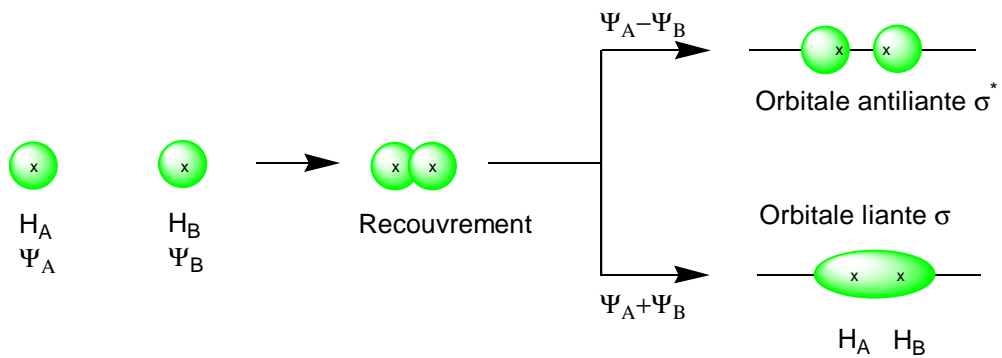 Ψ_A−Ψ_B
x x
Orbitale antiliante σ*
x x x x
H_A H_B Recouvrement
Ψ_A Ψ_B
Orbitale liante σ
x x
Ψ_A+Ψ_B
H_A H_B